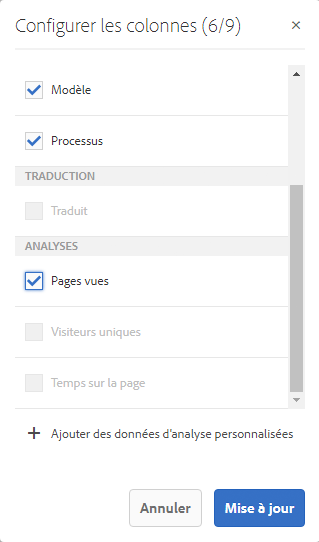 Configurer les colonnes (6/9)
Modèle
Processus
TRADUCTION
Traduit
ANALYSES
Pages vues
Visiteurs uniques
Temps sur la page
Ajouter des données d'analyse personnalisées
Annuler
Mise à jour